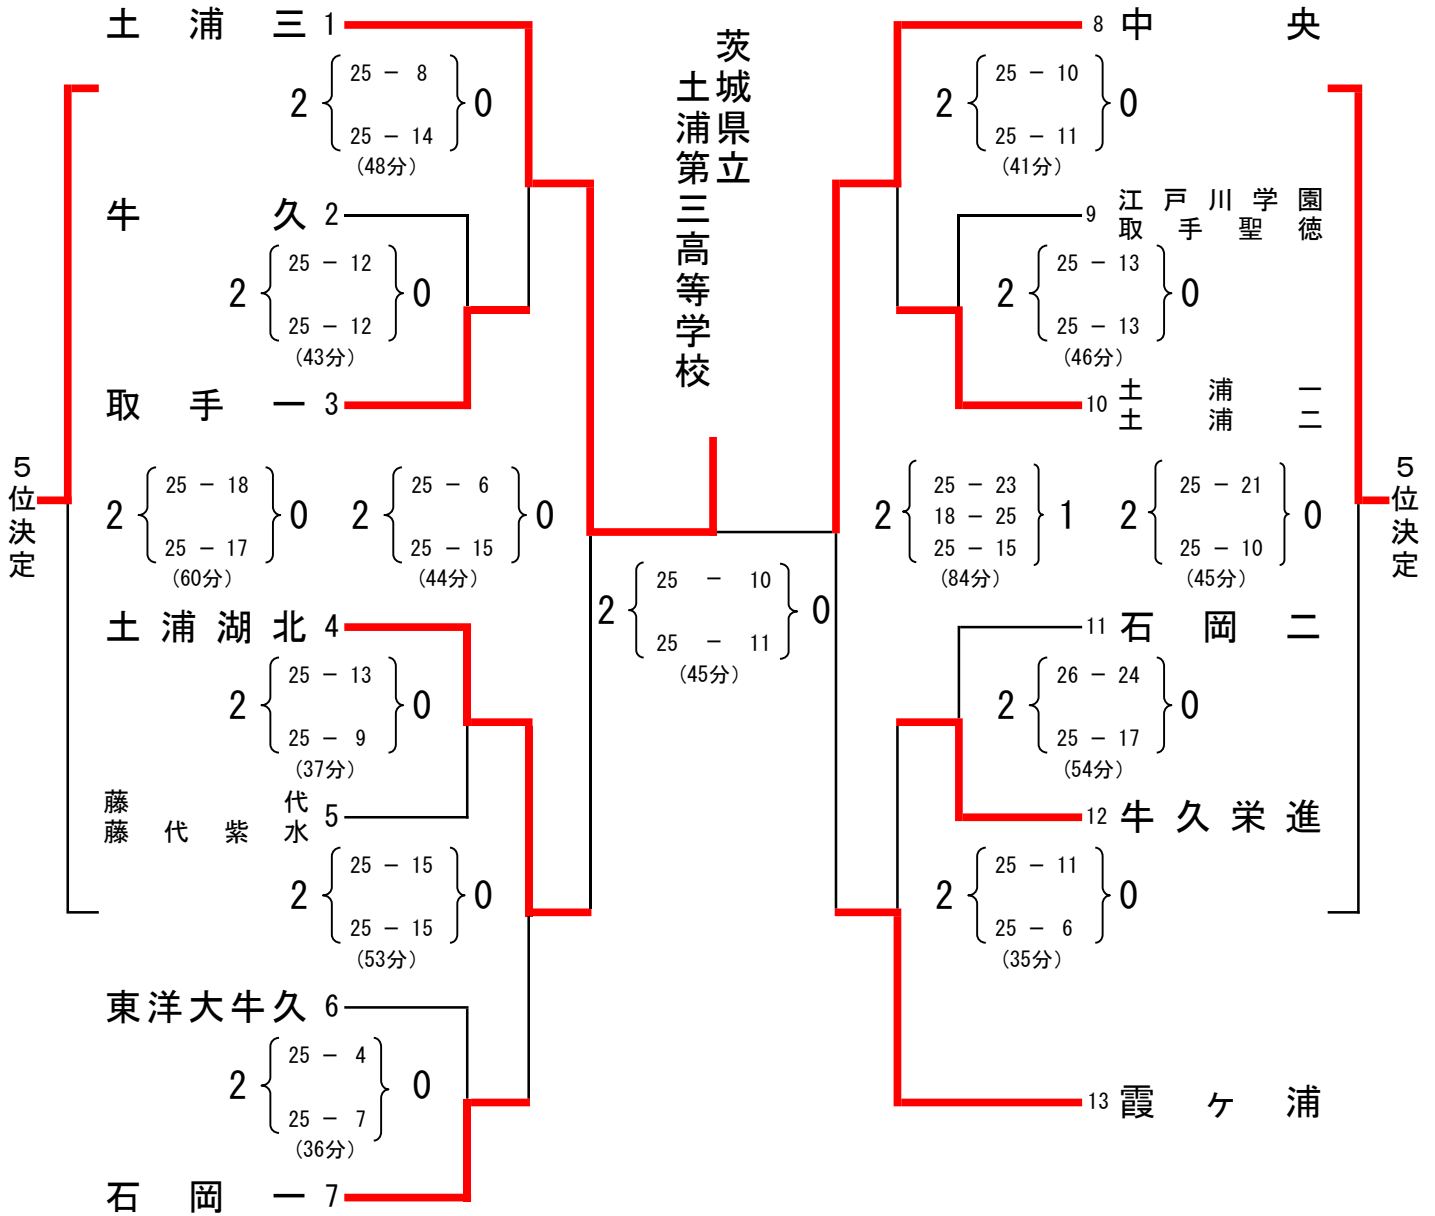 茨城県立
土浦第三高等学校
土浦三 1
2 25 － 8 0
25 － 14
(48分)
牛久 2
2 25 － 12 0
25 － 12
(43分)
取手一 3
5位決定
2 25 － 18 0
25 － 17
(60分)
2 25 － 6 0
25 － 15
(44分)
土浦湖北 4
2 25 － 13 0
25 － 9
(37分)
藤代
藤代紫水
5
2 25 － 15 0
25 － 15
(53分)
東洋大牛久 6
2 25 － 4 0
25 － 7
(36分)
石岡一 7
2 25 － 10 0
25 － 11
(45分)
8 中央
2 25 － 10 0
25 － 11
(41分)
9
江戸川学園
取手聖徳
2 25 － 13 0
25 － 13
(46分)
10
土浦一
土浦二
2 25 － 23 1
18 － 25
25 － 15
(84分)
2 25 － 21 0
25 － 10
(45分)
5位決定
11 石岡二
2 26 － 24 0
25 － 17
(54分)
12 牛久栄進
2 25 － 11 0
25 － 6
(35分)
13 霞ヶ浦